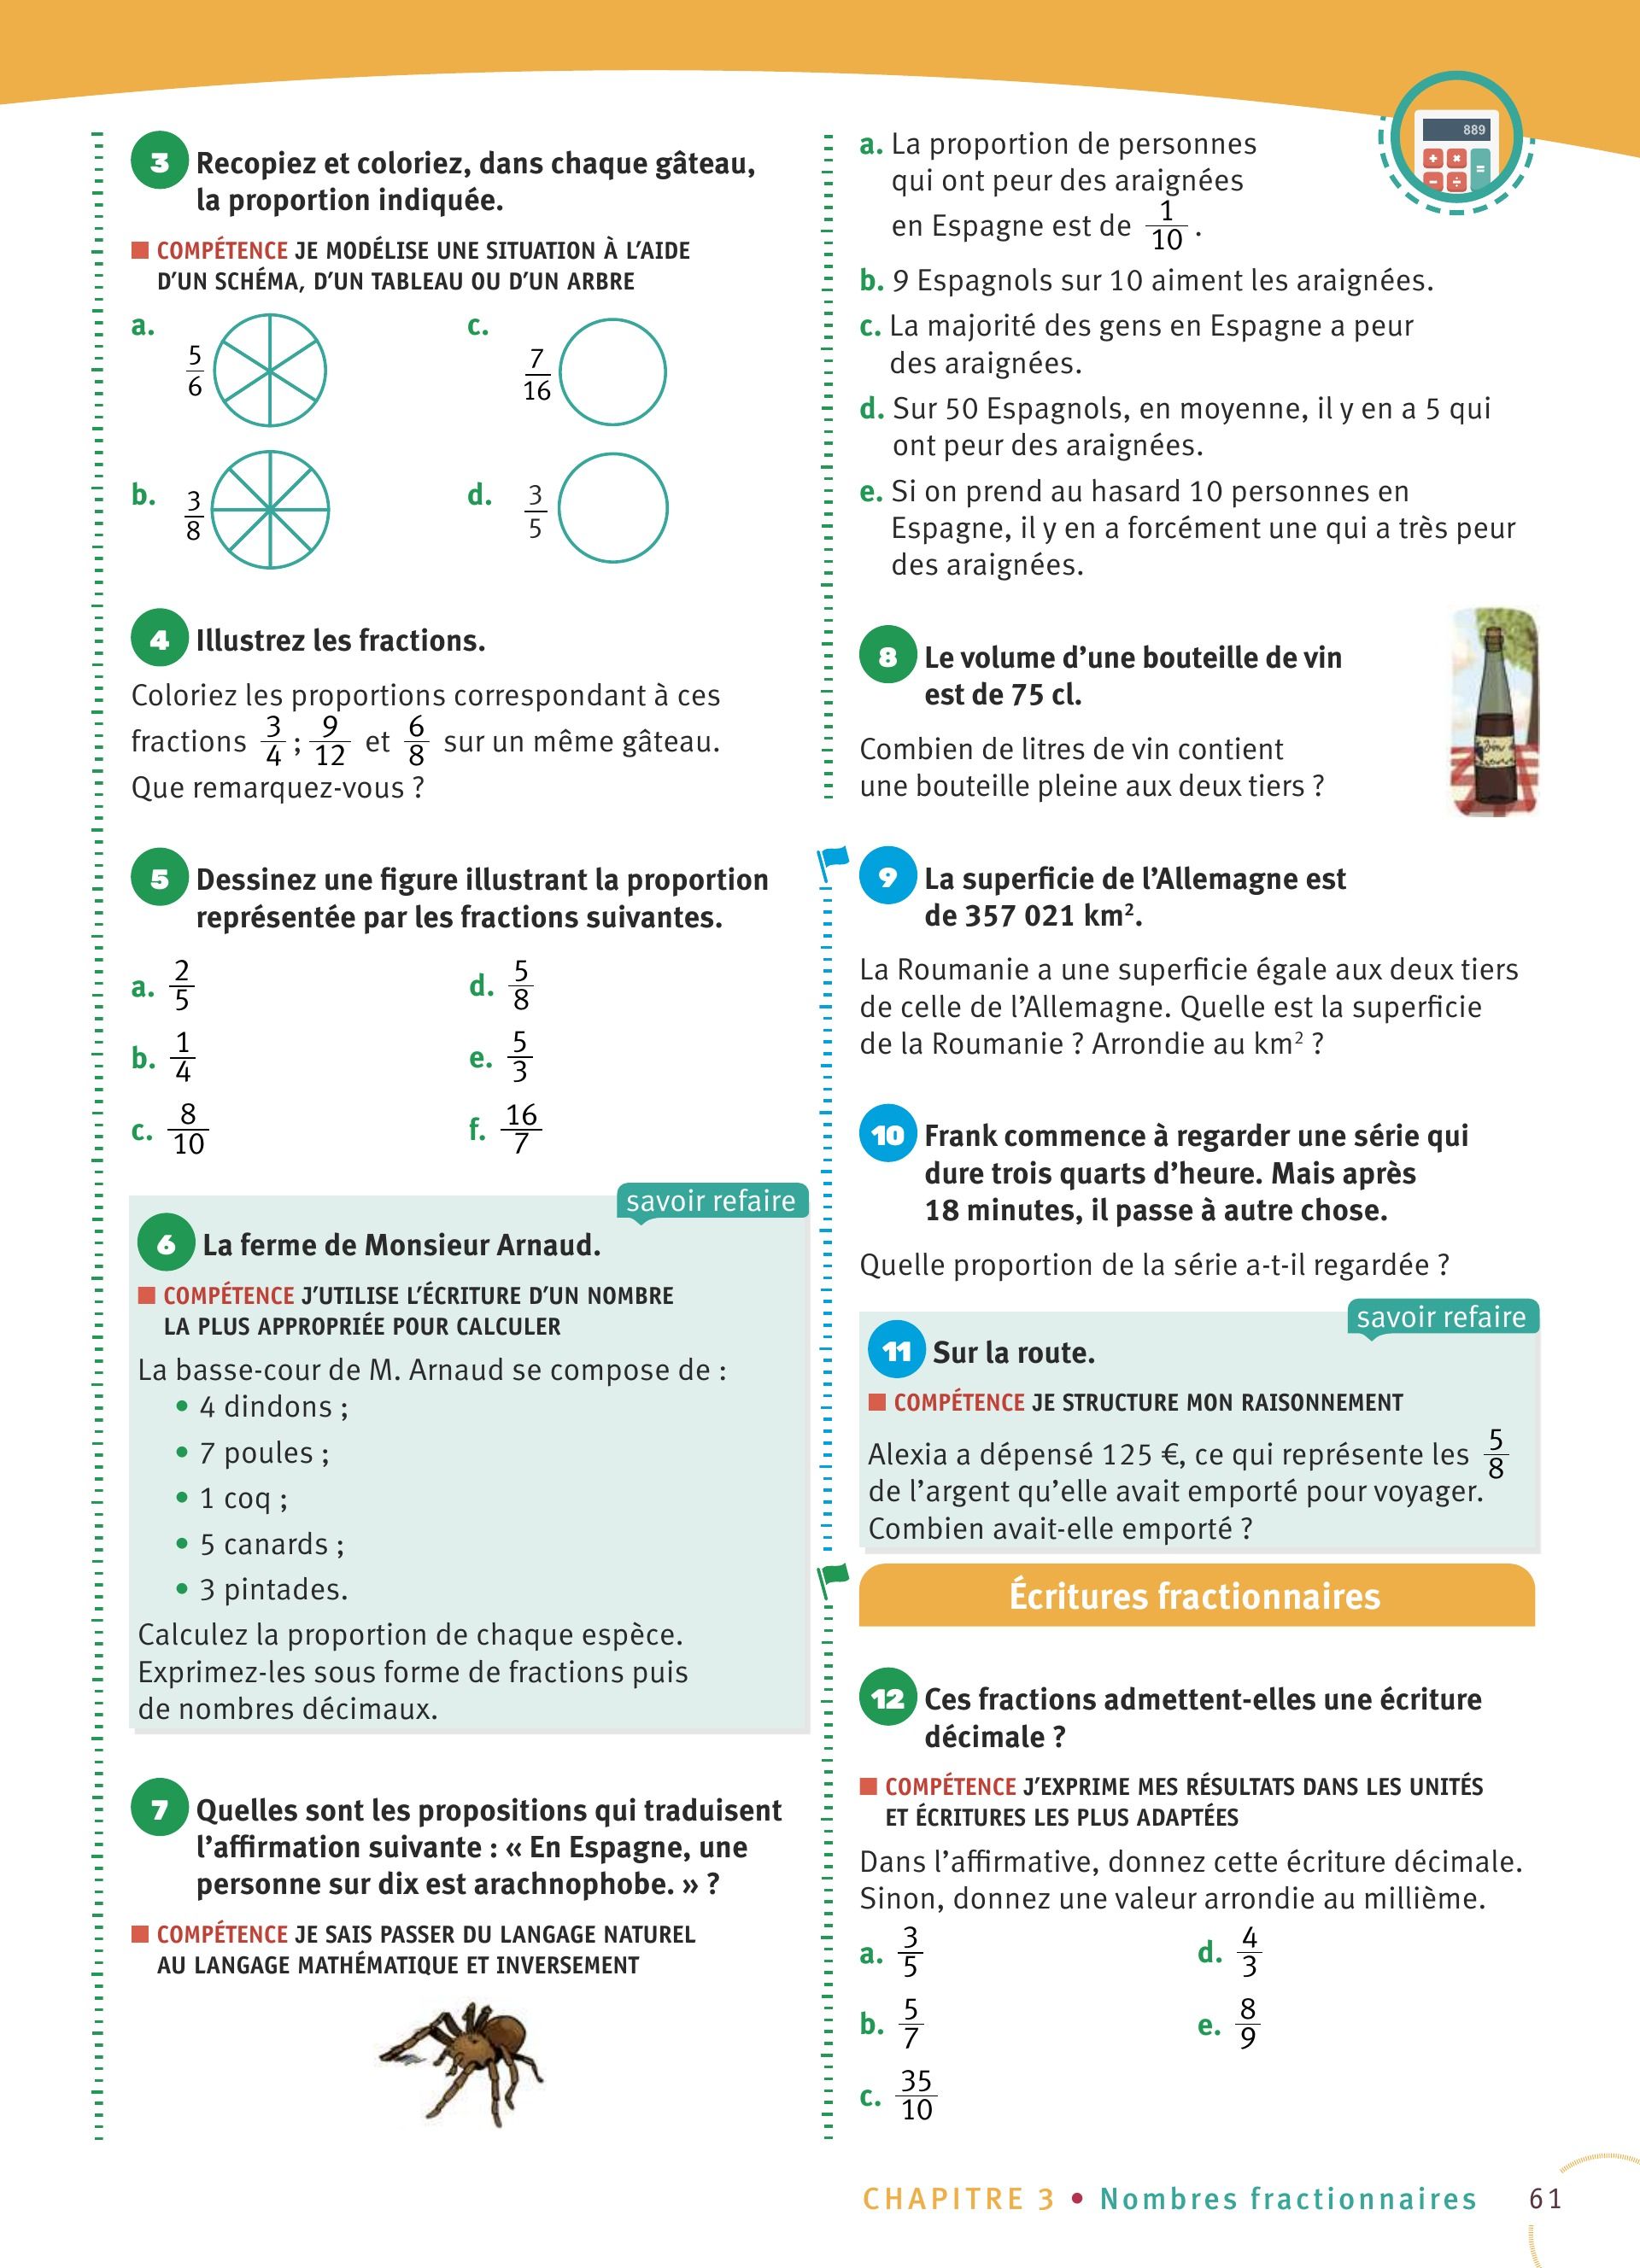 3 Recopiez et coloriez, dans chaque gâteau,
la proportion indiquée.
COMPÉTENCE JE MODÉLISE UNE SITUATION À L'AIDE
D'UN SCHÉMA, D'UN TABLEAU OU D'UN ARBRE
a. 5/6
c. 7/16
b. 3/8
d. 3/5
4 Illustrez les fractions.
Coloriez les proportions correspondant à ces
fractions 3/4 ; 9/12 et 6/8 sur un même gâteau.
Que remarquez-vous ?
5 Dessinez une figure illustrant la proportion
représentée par les fractions suivantes.
a. 2/5
d. 5/8
b. 1/4
e. 5/3
c. 8/10
f. 16/7
savoir refaire
6 La ferme de Monsieur Arnaud.
COMPÉTENCE J'UTILISE L'ÉCRITURE D'UN NOMBRE
LA PLUS APPROPRIÉE POUR CALCULER
La basse-cour de M. Arnaud se compose de :
• 4 dindons ;
• 7 poules ;
• 1 coq ;
• 5 canards ;
• 3 pintades.
Calculez la proportion de chaque espèce.
Exprimez-les sous forme de fractions puis
de nombres décimaux.
7 Quelles sont les propositions qui traduisent
l'affirmation suivante : « En Espagne, une
personne sur dix est arachnophobe. » ?
COMPÉTENCE JE SAIS PASSER DU LANGAGE NATUREL
AU LANGAGE MATHÉMATIQUE ET INVERSEMENT
889
a. La proportion de personnes
qui ont peur des araignées
en Espagne est de 1/10.
b. 9 Espagnols sur 10 aiment les araignées.
c. La majorité des gens en Espagne a peur
des araignées.
d. Sur 50 Espagnols, en moyenne, il y en a 5 qui
ont peur des araignées.
e. Si on prend au hasard 10 personnes en
Espagne, il y en a forcément une qui a très peur
des araignées.
8 Le volume d'une bouteille de vin
est de 75 cl.
Combien de litres de vin contient
une bouteille pleine aux deux tiers ?
9 La superficie de l'Allemagne est
de 357 021 km².
La Roumanie a une superficie égale aux deux tiers
de celle de l'Allemagne. Quelle est la superficie
de la Roumanie ? Arrondie au km² ?
10 Frank commence à regarder une série qui
dure trois quarts d'heure. Mais après
18 minutes, il passe à autre chose.
Quelle proportion de la série a-t-il regardée ?
savoir refaire
11 Sur la route.
COMPÉTENCE JE STRUCTURE MON RAISONNEMENT
Alexia a dépensé 125 €, ce qui représente les 5/8
de l'argent qu'elle avait emporté pour voyager.
Combien avait-elle emporté ?
Écritures fractionnaires
12 Ces fractions admettent-elles une écriture
décimale ?
COMPÉTENCE J'EXPRIME MES RÉSULTATS DANS LES UNITÉS
ET ÉCRITURES LES PLUS ADAPTÉES
Dans l'affirmative, donnez cette écriture décimale.
Sinon, donnez une valeur arrondie au millième.
a. 3/5
d. 4/3
b. 5/7
e. 8/9
c. 35/10
CHAPITRE 3 • Nombres fractionnaires 61